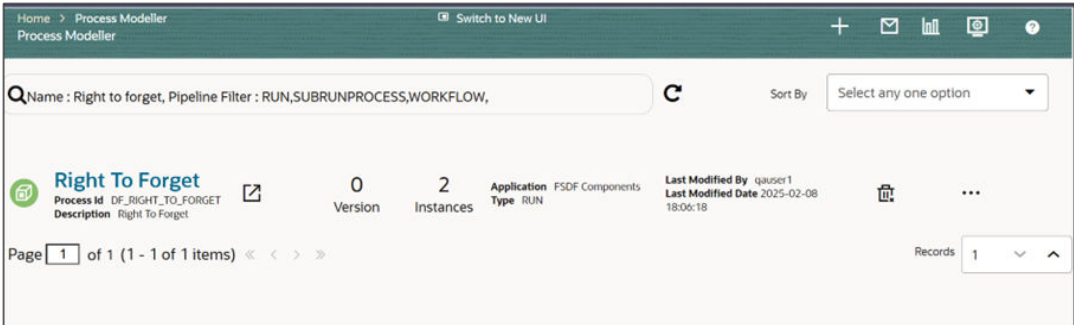 Home > Process Modeller
Process Modeller
Switch to New UI
Name : Right to forget, Pipeline Filter : RUN,SUBRUNPROCESS,WORKFLOW,
Sort By
Select any one option
Right To Forget
Process Id DF_RIGHT_TO_FORGET
Description Right To Forget
0
Version
2
Instances
Application FSDF Components
Type RUN
Last Modified By qauser1
Last Modified Date 2025-02-08
18:06:18
Page 1 of 1 (1 - 1 of 1 items) « < > »
Records 1